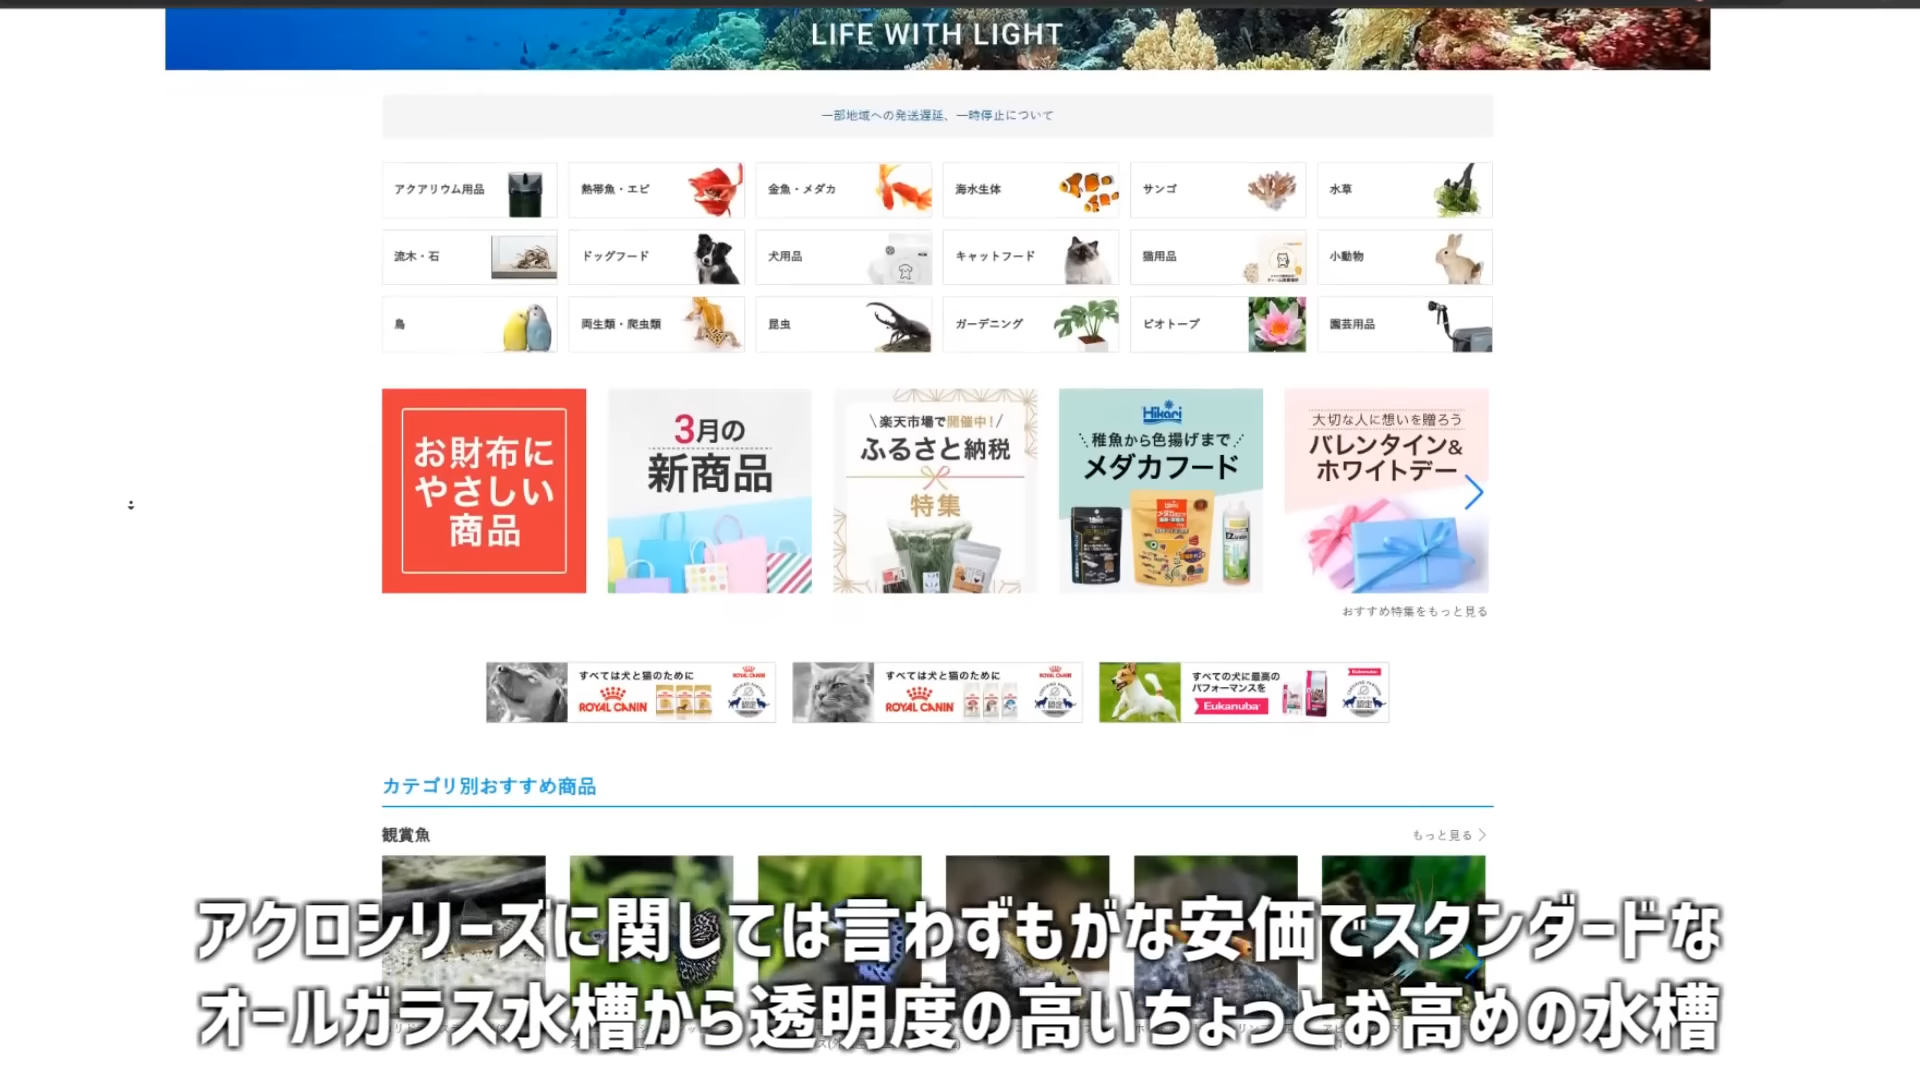 LIFE WITH LIGHT
一部地域への発送遅延、一時停止について
アクアリウム用品
熱帯魚・エビ
金魚・メダカ
海水生体
サンゴ
水草
流木・石
ドッグフード
犬用品
キャットフード
猫用品
小動物
鳥
両生類・爬虫類
昆虫
ガーデニング
ビオトープ
園芸用品
お財布に
やさしい
商品
3月の
新商品
\楽天市場で開催中!/
ふるさと納税
特集
Hikari
稚魚から色揚げまで
メダカフード
大切な人に想いを贈ろう
バレンタイン&
ホワイトデー
おすすめ特集をもっと見る
すべては犬と猫のために
ROYAL CANIN
ROYAL CANIN
すべては犬と猫のために
ROYAL CANIN
ROYAL CANIN
すべての犬に最高の
パフォーマンスを
Eukanuba
Eukanuba
カテゴリ別おすすめ商品
観賞魚
もっと見る
アクロシリーズに関しては言わずもがな安価でスタンダードな
オールガラス水槽から透明度の高いちょっとお高めの水槽